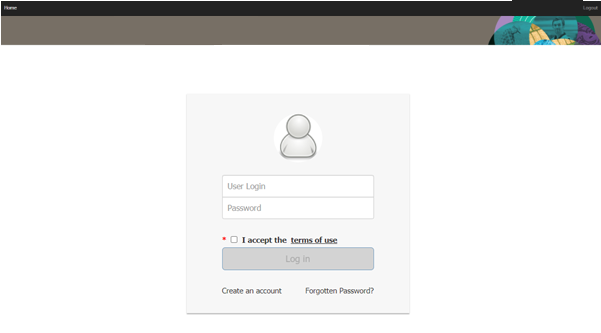 Home Logout
User Login
Password
* I accept the terms of use
Log in
Create an account Forgotten Password?